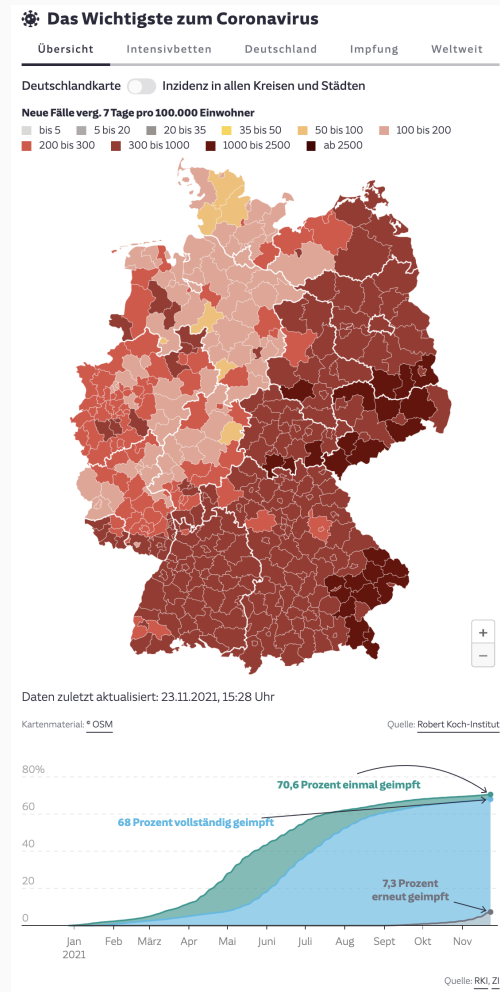 Das Wichtigste zum Coronavirus
Übersicht Intensivbetten Deutschland Impfung Weltweit
Deutschlandkarte Inzidenz in allen Kreisen und Städten
Neue Fälle verg. 7 Tage pro 100.000 Einwohner
bis 5 5 bis 20 20 bis 35 35 bis 50 50 bis 100 100 bis 200
200 bis 300 300 bis 1000 1000 bis 2500 ab 2500
+
−
Daten zuletzt aktualisiert: 23.11.2021, 15:28 Uhr
Kartenmaterial: © OSM Quelle: Robert Koch-Institut
80%
70,6 Prozent einmal geimpft
60
68 Prozent vollständig geimpft
40
20
7,3 Prozent
erneut geimpft
0
Jan Feb März Apr Mai Juni Juli Aug Sept Okt Nov
2021
Quelle: RKI, ZI